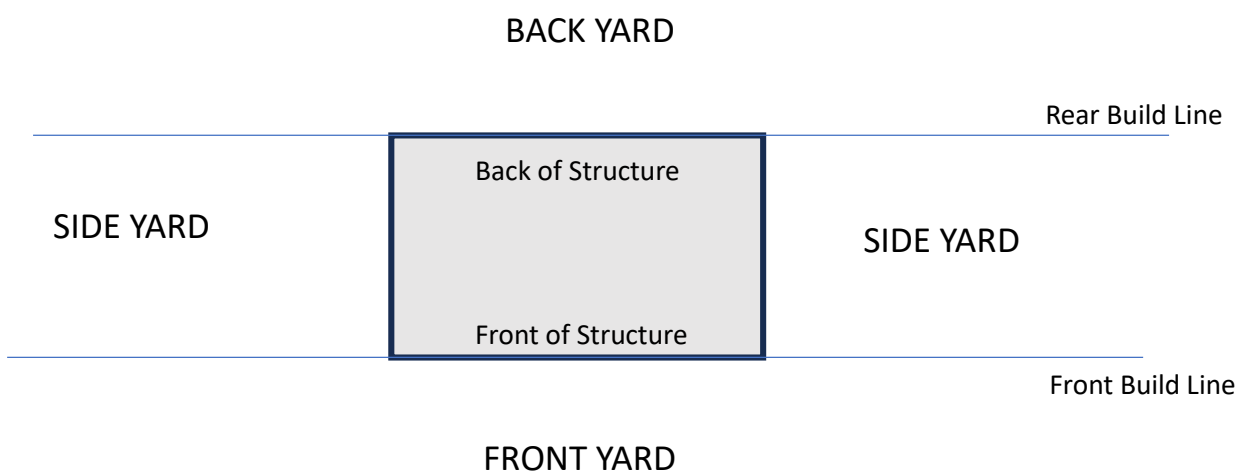 BACK YARD
Rear Build Line
Back of Structure
SIDE YARD
SIDE YARD
Front of Structure
Front Build Line
FRONT YARD